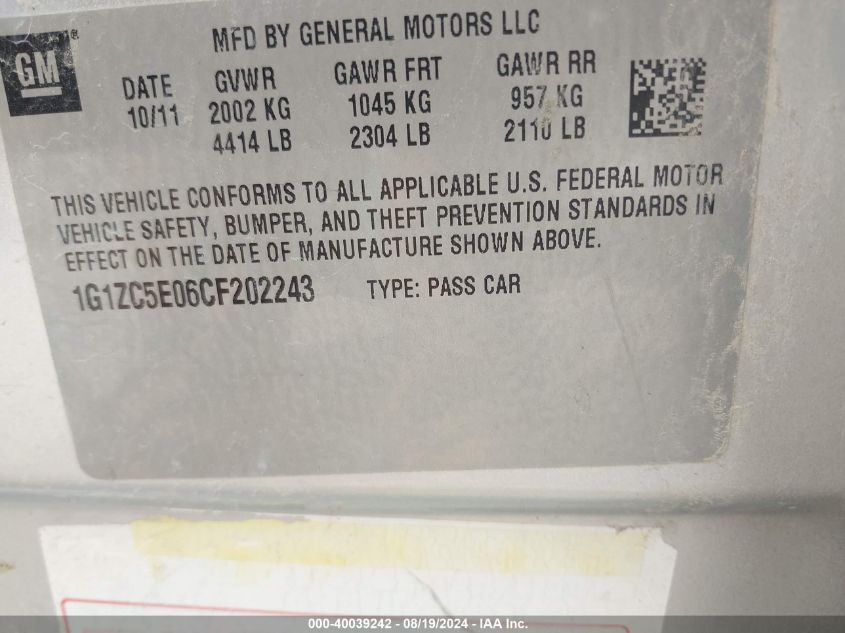 GM®
MFD BY GENERAL MOTORS LLC
DATE GVWR GAWR FRT GAWR RR
10/11 2002 KG 1045 KG 957 KG
4414 LB 2304 LB 2110 LB
THIS VEHICLE CONFORMS TO ALL APPLICABLE U.S. FEDERAL MOTOR
VEHICLE SAFETY, BUMPER, AND THEFT PREVENTION STANDARDS IN
EFFECT ON THE DATE OF MANUFACTURE SHOWN ABOVE.
1G1ZC5E06CF202243 TYPE: PASS CAR
000-40039242 - 08/19/2024 - IAA Inc.